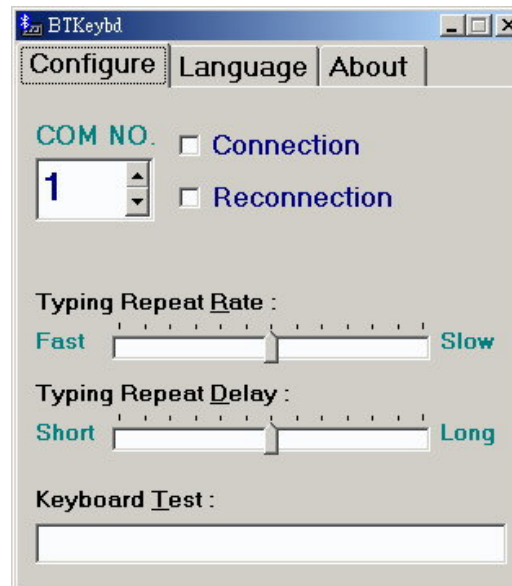 BTKeybd
Configure Language About
COM NO.
1
Connection
Reconnection
Typing Repeat Rate :
Fast Slow
Typing Repeat Delay :
Short Long
Keyboard Test :